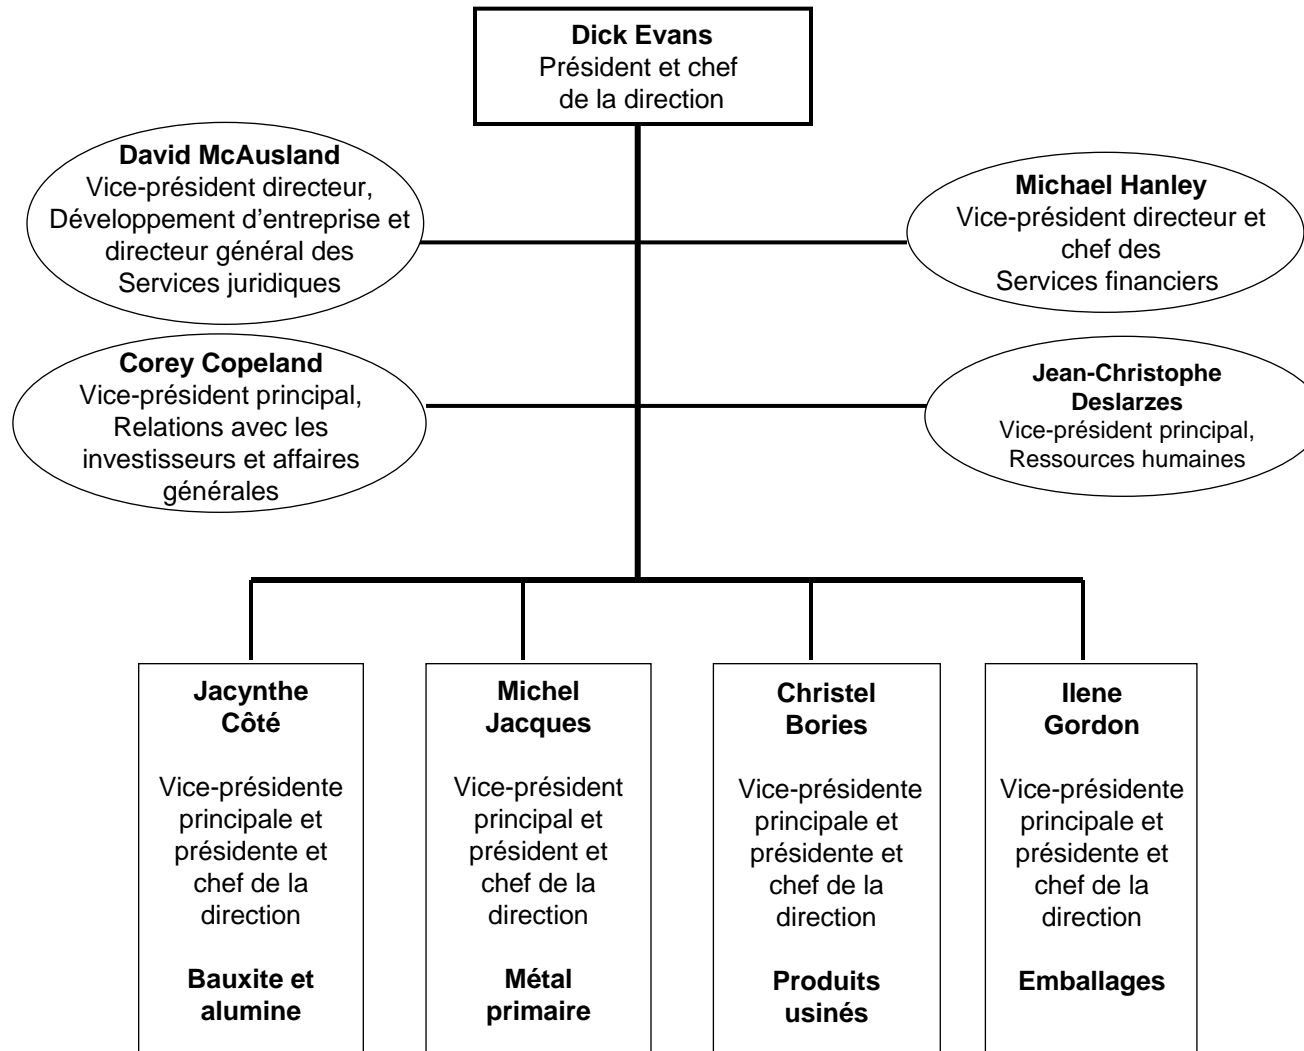 Dick Evans
Président et chef
de la direction
David McAusland
Vice-président directeur,
Développement d’entreprise et
directeur général des
Services juridiques
Michael Hanley
Vice-président directeur et
chef des
Services financiers
Corey Copeland
Vice-président principal,
Relations avec les
investisseurs et affaires
générales
Jean-Christophe
Deslarzes
Vice-président principal,
Ressources humaines
Jacynthe
Côté
Vice-présidente
principale et
présidente et
chef de la
direction
Bauxite et
alumine
Michel
Jacques
Vice-président
principal et
président et
chef de la
direction
Métal
primaire
Christel
Bories
Vice-présidente
principale et
présidente et
chef de la
direction
Produits
usinés
Ilene
Gordon
Vice-présidente
principale et
présidente et
chef de la
direction
Emballages